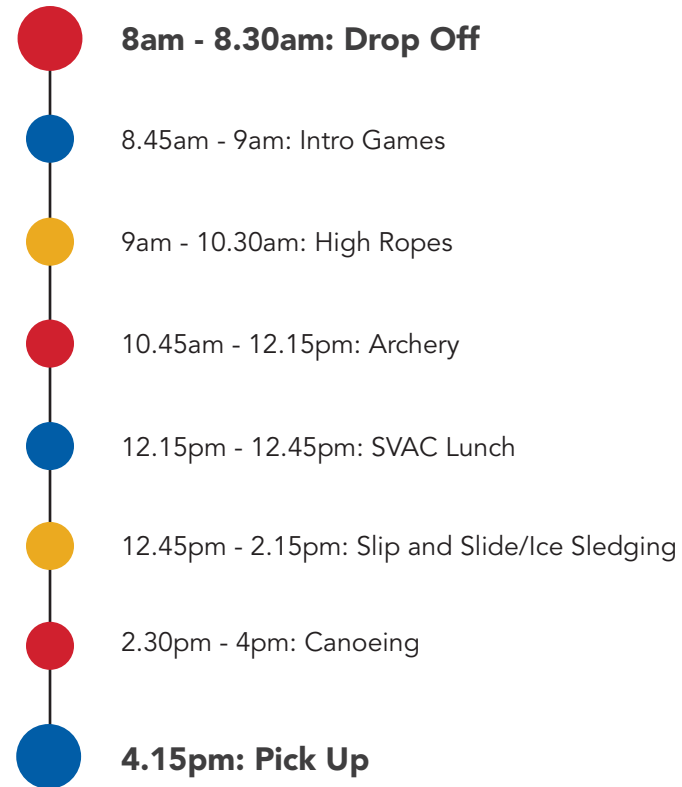 8am - 8.30am: Drop Off
8.45am - 9am: Intro Games
9am - 10.30am: High Ropes
10.45am - 12.15pm: Archery
12.15pm - 12.45pm: SVAC Lunch
12.45pm - 2.15pm: Slip and Slide/Ice Sledging
2.30pm - 4pm: Canoeing
4.15pm: Pick Up